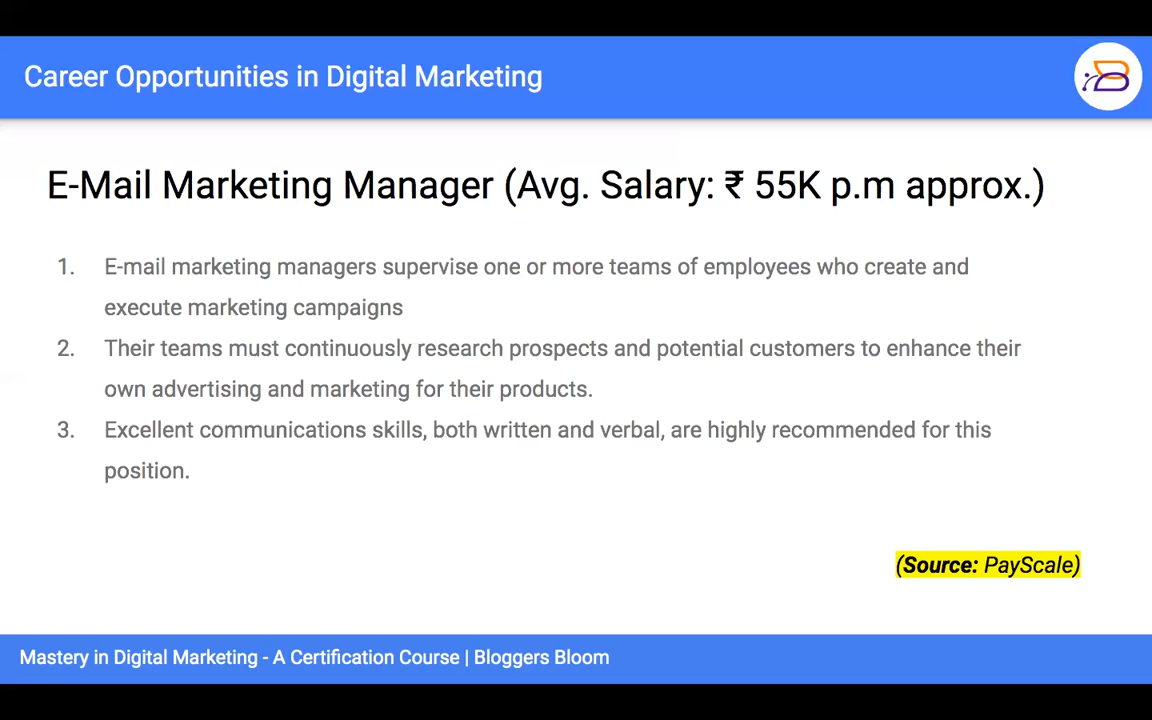 Career Opportunities in Digital Marketing
E-Mail Marketing Manager (Avg. Salary: ₹ 55K p.m approx.)
1. E-mail marketing managers supervise one or more teams of employees who create and
execute marketing campaigns
2. Their teams must continuously research prospects and potential customers to enhance their
own advertising and marketing for their products.
3. Excellent communications skills, both written and verbal, are highly recommended for this
position.
(Source: PayScale)
Mastery in Digital Marketing - A Certification Course | Bloggers Bloom